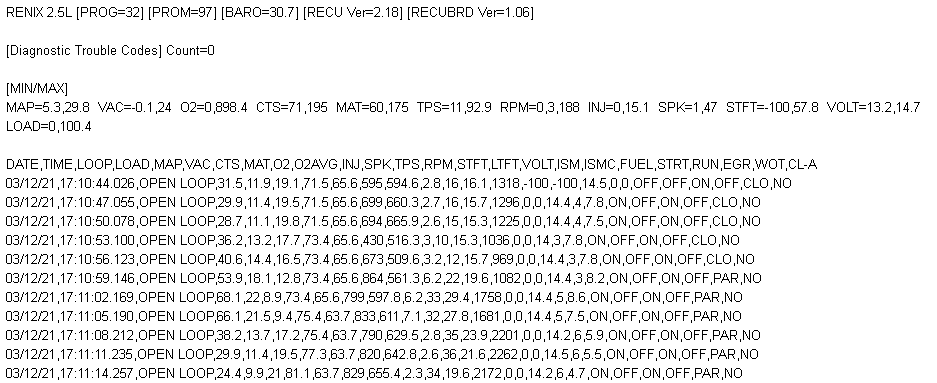 RENIX 2.5L [PROG=32] [PROM=97] [BARO=30.7] [RECU Ver=2.18] [RECUBRD Ver=1.06]
[Diagnostic Trouble Codes] Count=0
[MIN/MAX]
MAP=5.3,29.8 VAC=-0.1,24 O2=0,898.4 CTS=71,195 MAT=60,175 TPS=11,92.9 RPM=0,3,188 INJ=0,15.1 SPK=1,47 STFT=-100,57.8 VOLT=13.2,14.7
LOAD=0,100.4
DATE,TIME,LOOP,LOAD,MAP,VAC,CTS,MAT,O2,O2AVG,INJ,SPK,TPS,RPM,STFT,LTFT,VOLT,ISM,ISMC,FUEL,STRT,RUN,EGR,WOT,CL-A
03/12/21,17:10:44.026,OPEN LOOP,31.5,11.9,19.1,71.5,65.6,595,594.6,2.8,16,16.1,1318,-100,-100,14.5,0,0,OFF,OFF,ON,OFF,CLO,NO
03/12/21,17:10:47.055,OPEN LOOP,29.9,11.4,19.5,71.5,65.6,699,660.3,2.7,16,15.7,1296,0,0,14.4,4,7.8,ON,OFF,ON,OFF,CLO,NO
03/12/21,17:10:50.078,OPEN LOOP,28.7,11.1,19.8,71.5,65.6,694,665.9,2.6,15,15.3,1225,0,0,14.4,4,7.5,ON,OFF,ON,OFF,CLO,NO
03/12/21,17:10:53.100,OPEN LOOP,36.2,13.2,17.7,73.4,65.6,430,516.3,3,10,15.3,1036,0,0,14,3,7.8,ON,OFF,ON,OFF,CLO,NO
03/12/21,17:10:56.123,OPEN LOOP,40.6,14.4,16.5,73.4,65.6,673,509.6,3.2,12,15.7,969,0,0,14.4,3,7.8,ON,OFF,ON,OFF,CLO,NO
03/12/21,17:10:59.146,OPEN LOOP,53.9,18.1,12.8,73.4,65.6,864,561.3,6.2,22,19.6,1082,0,0,14.4,3,8.2,ON,OFF,ON,OFF,PAR,NO
03/12/21,17:11:02.169,OPEN LOOP,68.1,22,8.9,73.4,65.6,799,597.8,6.2,33,29.4,1758,0,0,14.4,5,8.6,ON,OFF,ON,OFF,PAR,NO
03/12/21,17:11:05.190,OPEN LOOP,66.1,21.5,9.4,75.4,63.7,833,611,7.1,32,27.8,1681,0,0,14.4,5,7.5,ON,OFF,ON,OFF,PAR,NO
03/12/21,17:11:08.212,OPEN LOOP,38.2,13.7,17.2,75.4,63.7,790,629.5,2.8,35,23.9,2201,0,0,14.2,6,5.9,ON,OFF,ON,OFF,PAR,NO
03/12/21,17:11:11.235,OPEN LOOP,29.9,11.4,19.5,77.3,63.7,820,642.8,2.6,36,21.6,2262,0,0,14.5,6,5.5,ON,OFF,ON,OFF,PAR,NO
03/12/21,17:11:14.257,OPEN LOOP,24.4,9.9,21,81.1,63.7,829,655.4,2.3,34,19.6,2172,0,0,14.2,6,4.7,ON,OFF,ON,OFF,PAR,NO